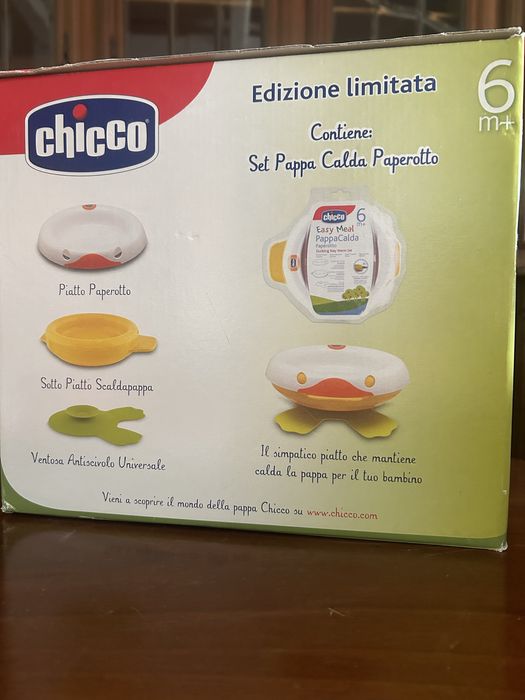 Edizione limitata
6
m+
chicco
Contiene:
Set Pappa Calda Paperotto
chicco
6
m+
Easy Meal
PappaCalda
Paperotto
Piatto Paperotto
Sotto Piatto Scaldapappa
Ventosa Antiscivolo Universale
Il simpatico piatto che mantiene
calda la pappa per il tuo bambino
Vieni a scoprire il mondo della pappa Chicco su www.chicco.com